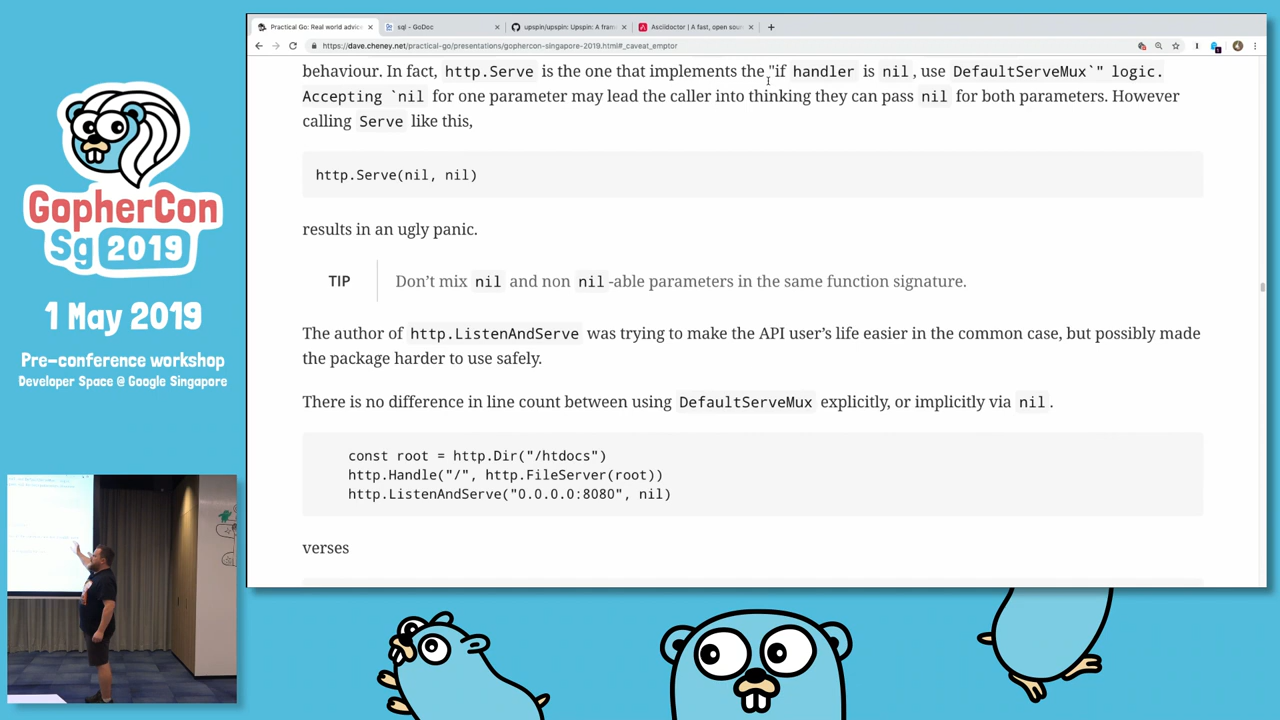 GopherCon
Sg 2019
1 May 2019
Pre-conference workshop
Developer Space @ Google Singapore
Practical Go: Real world advice
sql - GoDoc
upspin/upspin: Upspin: A fram
Asciidoctor | A fast, open sou
https://dave.cheney.net/practical-go/presentations/gophercon-singapore-2019.html#_caveat_emptor
behaviour. In fact, http.Serve is the one that implements the "if handler is nil, use DefaultServeMux`" logic.
Accepting `nil for one parameter may lead the caller into thinking they can pass nil for both parameters. However
calling Serve like this,
http.Serve(nil, nil)
results in an ugly panic.
TIP Don't mix nil and non nil-able parameters in the same function signature.
The author of http.ListenAndServe was trying to make the API user's life easier in the common case, but possibly made
the package harder to use safely.
There is no difference in line count between using DefaultServeMux explicitly, or implicitly via nil.
const root = http.Dir("/htdocs")
http.Handle("/", http.FileServer(root))
http.ListenAndServe("0.0.0.0:8080", nil)
verses